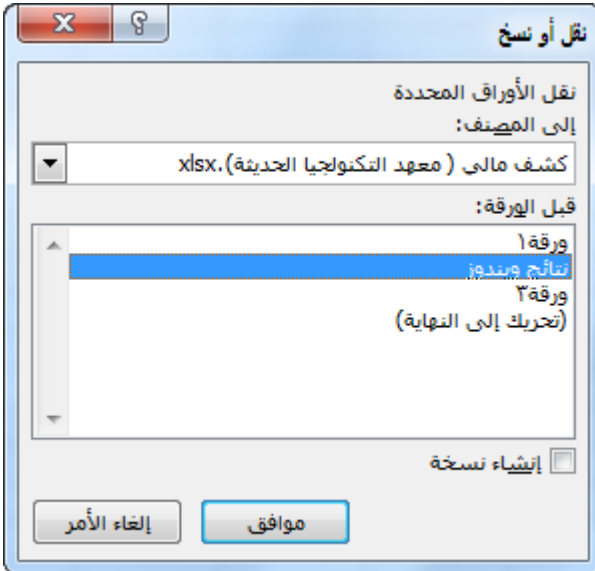 نقل أو نسخ
نقل الأوراق المحددة
إلى المصنف:
كشف مالي ( معهد التكنولجيا الحديثة).xlsx
قبل الورقة:
ورقة١
نتائج ويندوز
ورقة٣
(تحريك إلى النهاية)
إنشاء نسخة
موافق
إلغاء الأمر